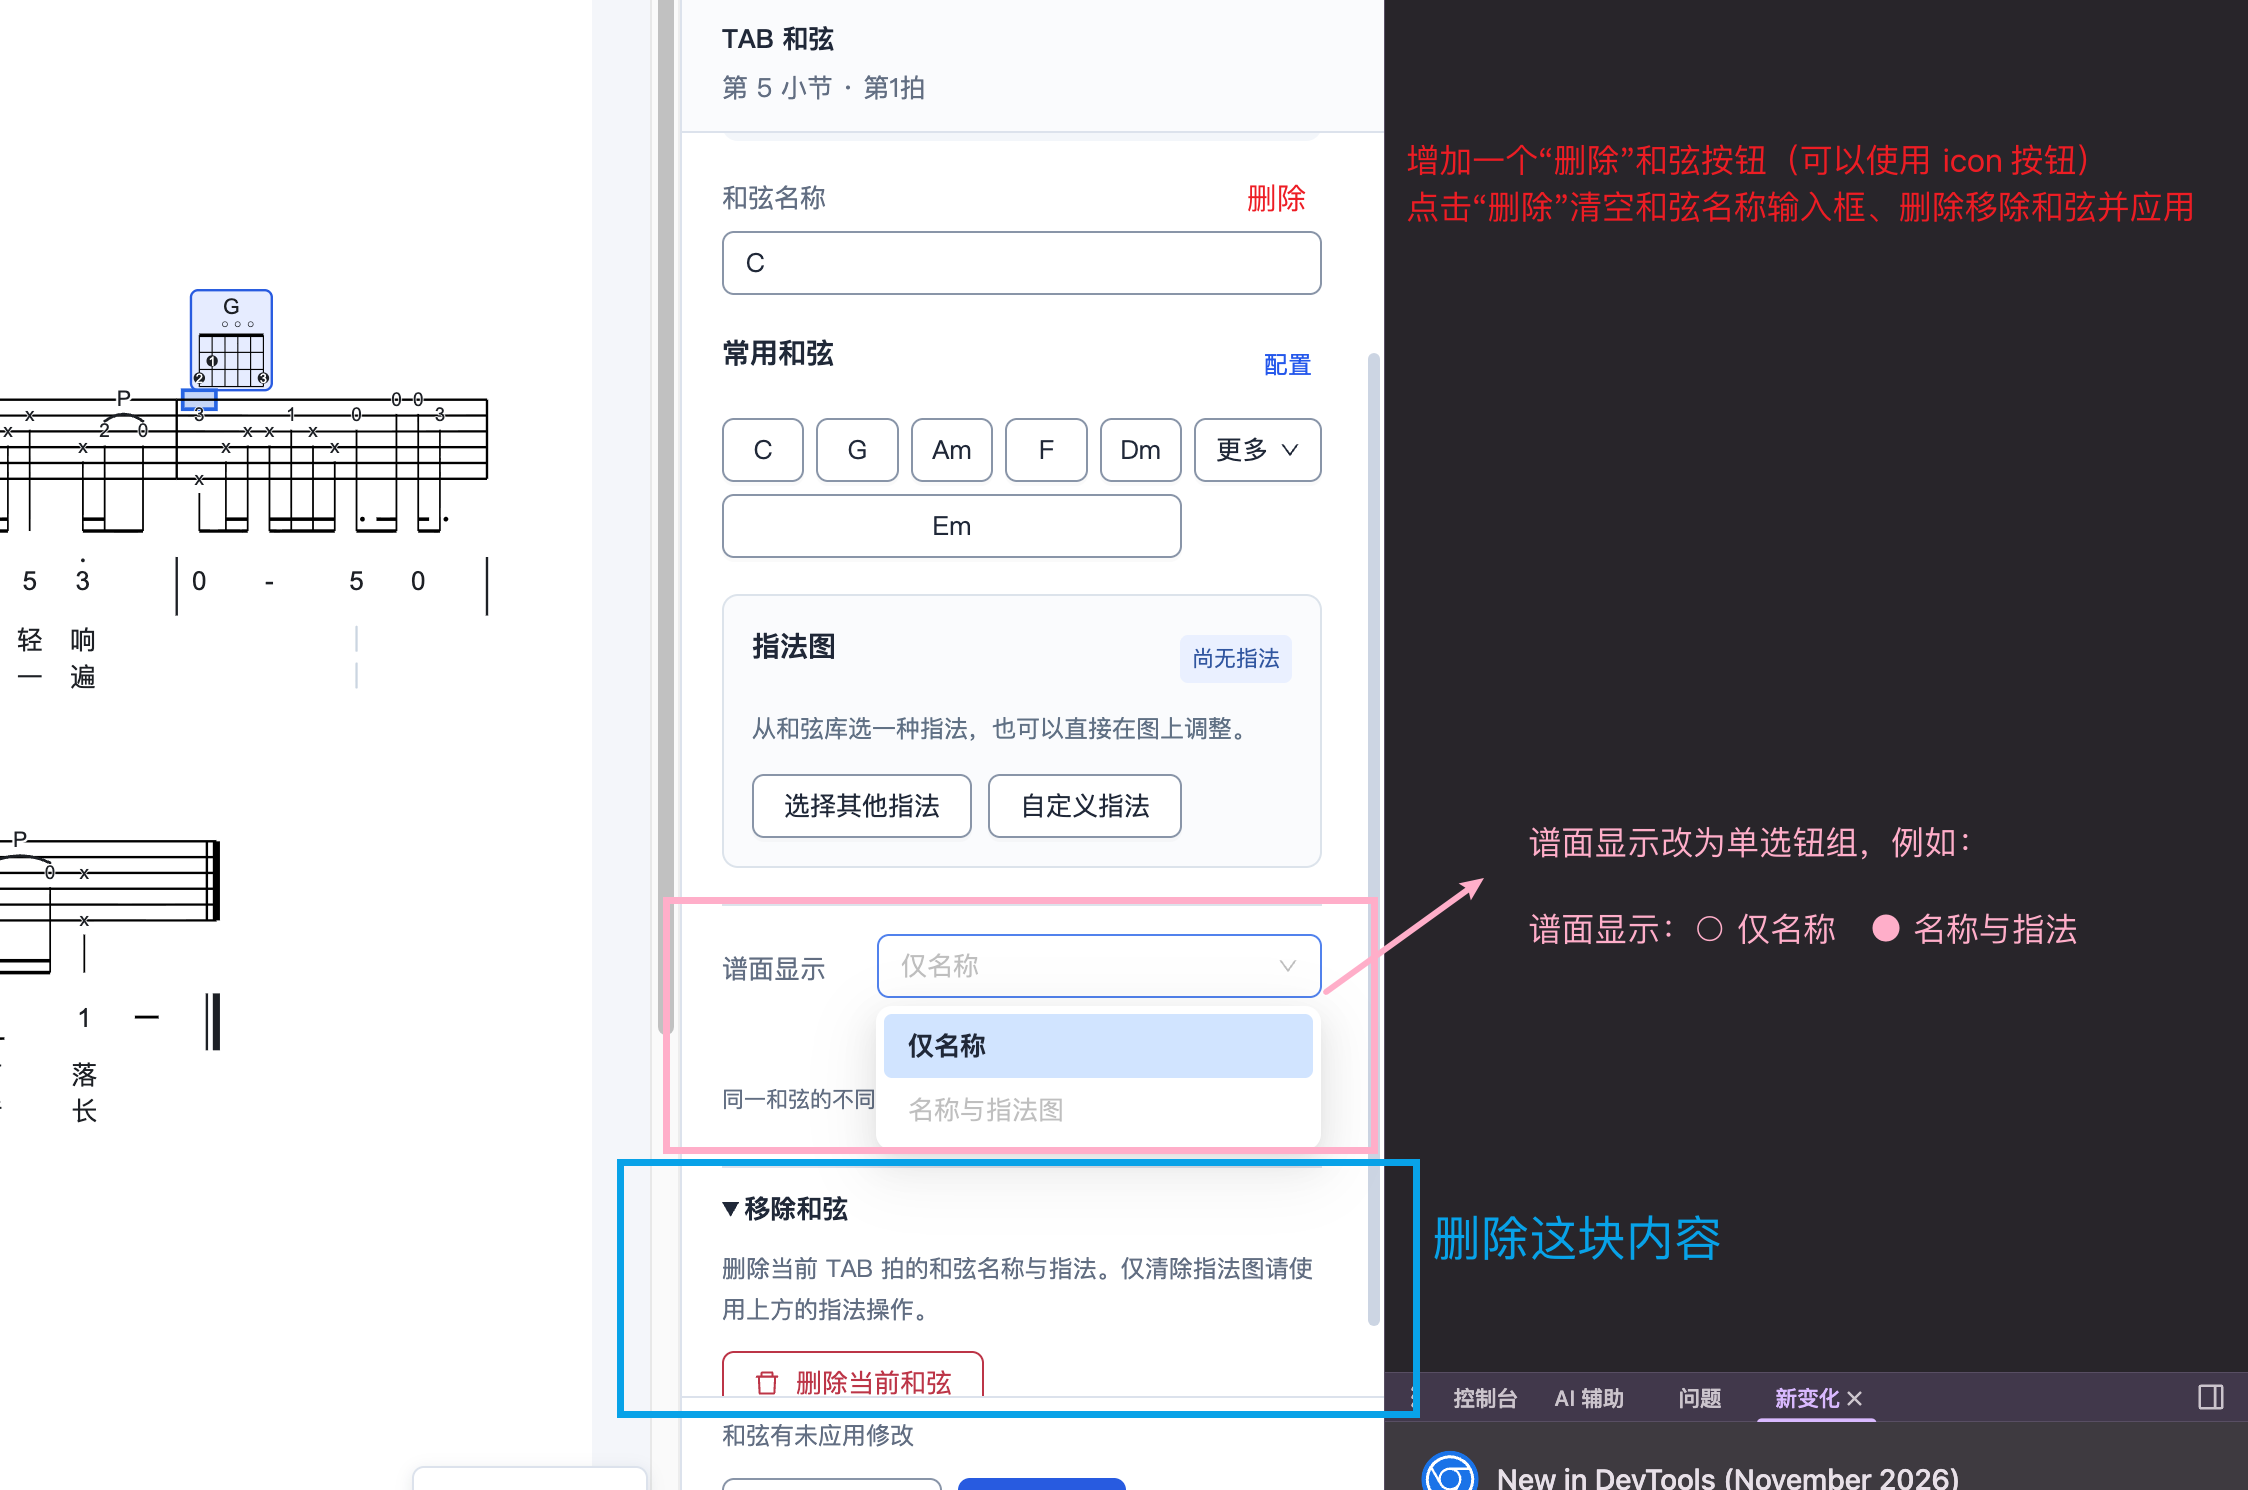 TAB 和弦
第 5 小节 · 第1拍
和弦名称
删除
C
常用和弦
配置
C
G
Am
F
Dm
更多
Em
指法图
尚无指法
从和弦库选一种指法，也可以直接在图上调整。
选择其他指法
自定义指法
谱面显示
仅名称
仅名称
同一和弦的不同
名称与指法图
▼移除和弦
删除当前 TAB 拍的和弦名称与指法。仅清除指法图请使
用上方的指法操作。
删除当前和弦
和弦有未应用修改
增加一个“删除”和弦按钮（可以使用 icon 按钮）
点击“删除”清空和弦名称输入框、删除移除和弦并应用
谱面显示改为单选钮组，例如：
谱面显示：○ 仅名称 ● 名称与指法
删除这块内容
控制台
AI 辅助
问题
新变化
New in DevTools (November 2026)
G
1
2 3
P
x x 2 0 x
3 x x x 1 x x 0 0 0 3
x
5 3
0 - 5 0
轻 响
一 遍
P
0 x
x
1 —
落
长